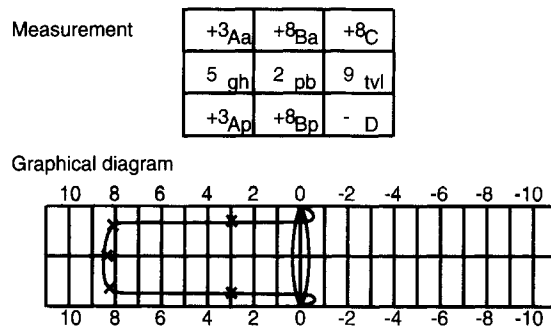 Measurement
+3Aa +8Ba +8C
5 gh 2 pb 9 tvl
+3Ap +8Bp - D
Graphical diagram
10 8 6 4 2 0 -2 -4 -6 -8 -10
10 8 6 4 2 0 -2 -4 -6 -8 -10